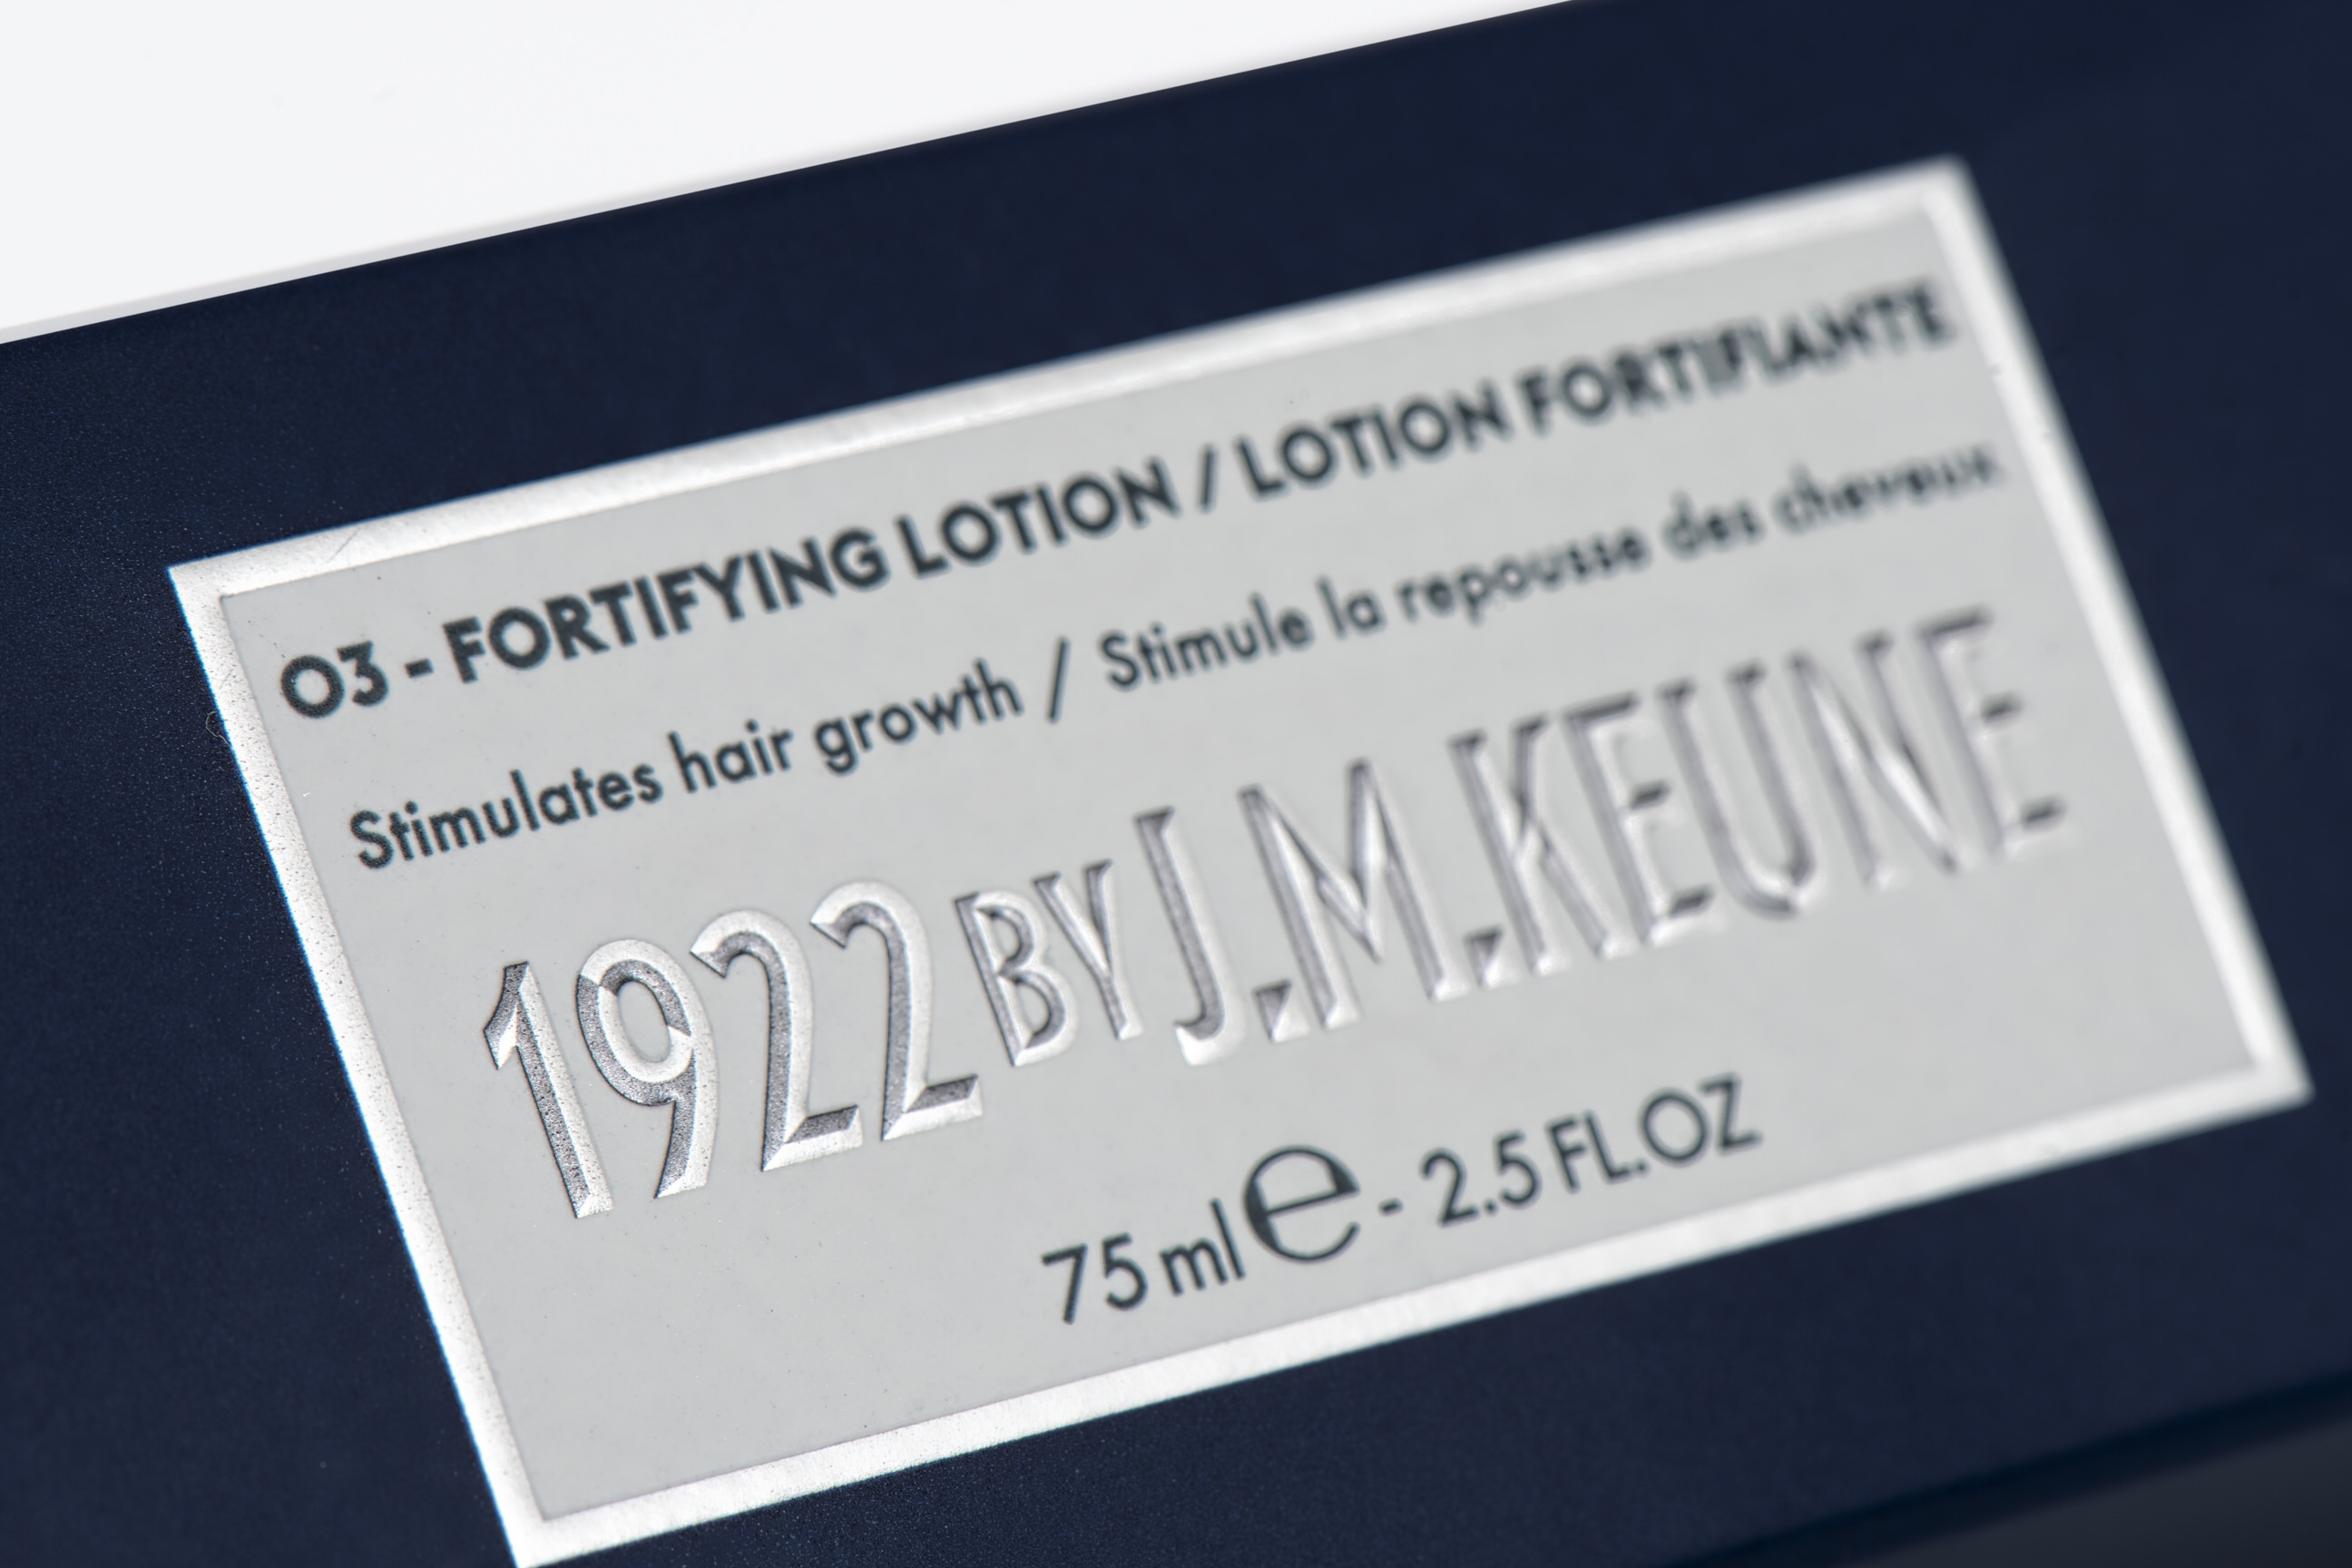 03 - FORTIFYING LOTION / LOTION FORTIFIANTE
Stimulates hair growth / Stimule la repousse des cheveux
1922 BY J.M.KEUNE
75 ml ℮ - 2.5 FL.OZ